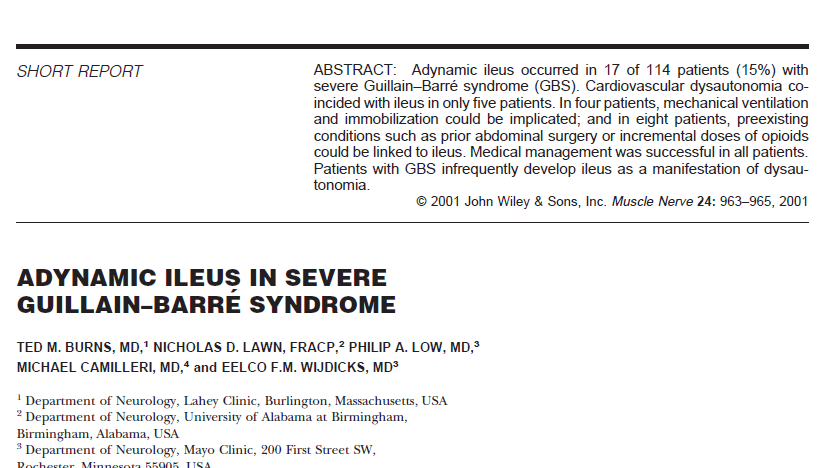 SHORT REPORT
ABSTRACT: Adynamic ileus occurred in 17 of 114 patients (15%) with
severe Guillain–Barré syndrome (GBS). Cardiovascular dysautonomia co-
incided with ileus in only five patients. In four patients, mechanical ventilation
and immobilization could be implicated; and in eight patients, preexisting
conditions such as prior abdominal surgery or incremental doses of opioids
could be linked to ileus. Medical management was successful in all patients.
Patients with GBS infrequently develop ileus as a manifestation of dysau-
tonomia.
© 2001 John Wiley & Sons, Inc. Muscle Nerve 24: 963–965, 2001
ADYNAMIC ILEUS IN SEVERE
GUILLAIN–BARRÉ SYNDROME
TED M. BURNS, MD,¹ NICHOLAS D. LAWN, FRACP,² PHILIP A. LOW, MD,³
MICHAEL CAMILLERI, MD,⁴ and EELCO F.M. WIJDICKS, MD³
¹ Department of Neurology, Lahey Clinic, Burlington, Massachusetts, USA
² Department of Neurology, University of Alabama at Birmingham,
Birmingham, Alabama, USA
³ Department of Neurology, Mayo Clinic, 200 First Street SW,
Rochester, Minnesota 55905, USA